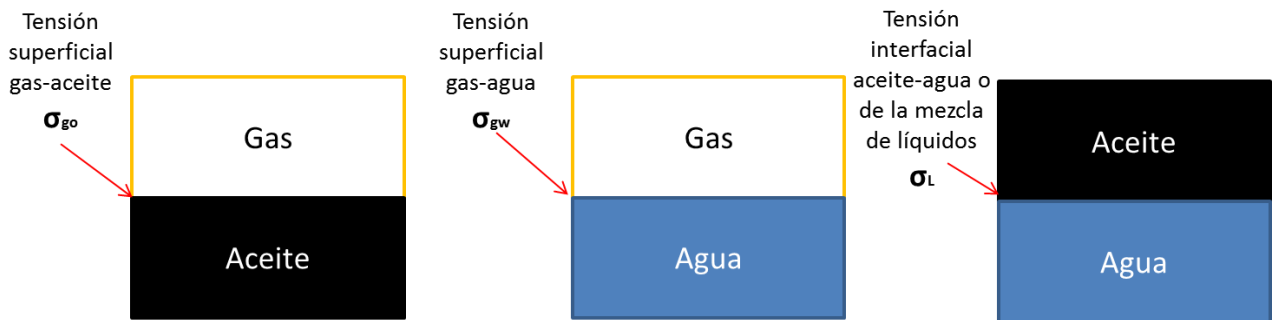 Tensión
superficial
gas-aceite
σgo
Gas
Aceite
Tensión
superficial
gas-agua
σgw
Gas
Agua
Tensión
interfacial
aceite-agua o
de la mezcla
de líquidos
σL
Aceite
Agua